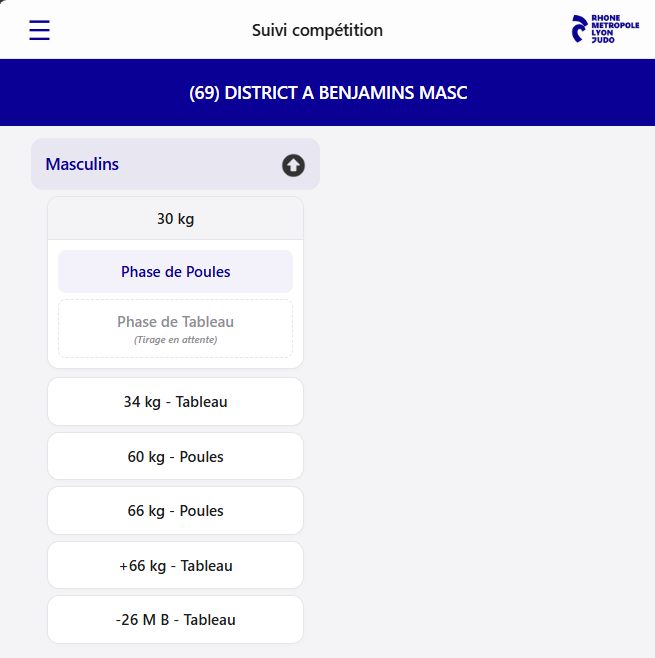 Suivi compétition
RHONE
METROPOLE
LYON
JUDO
(69) DISTRICT A BENJAMINS MASC
Masculins
30 kg
Phase de Poules
Phase de Tableau
(Tirage en attente)
34 kg - Tableau
60 kg - Poules
66 kg - Poules
+66 kg - Tableau
-26 M B - Tableau